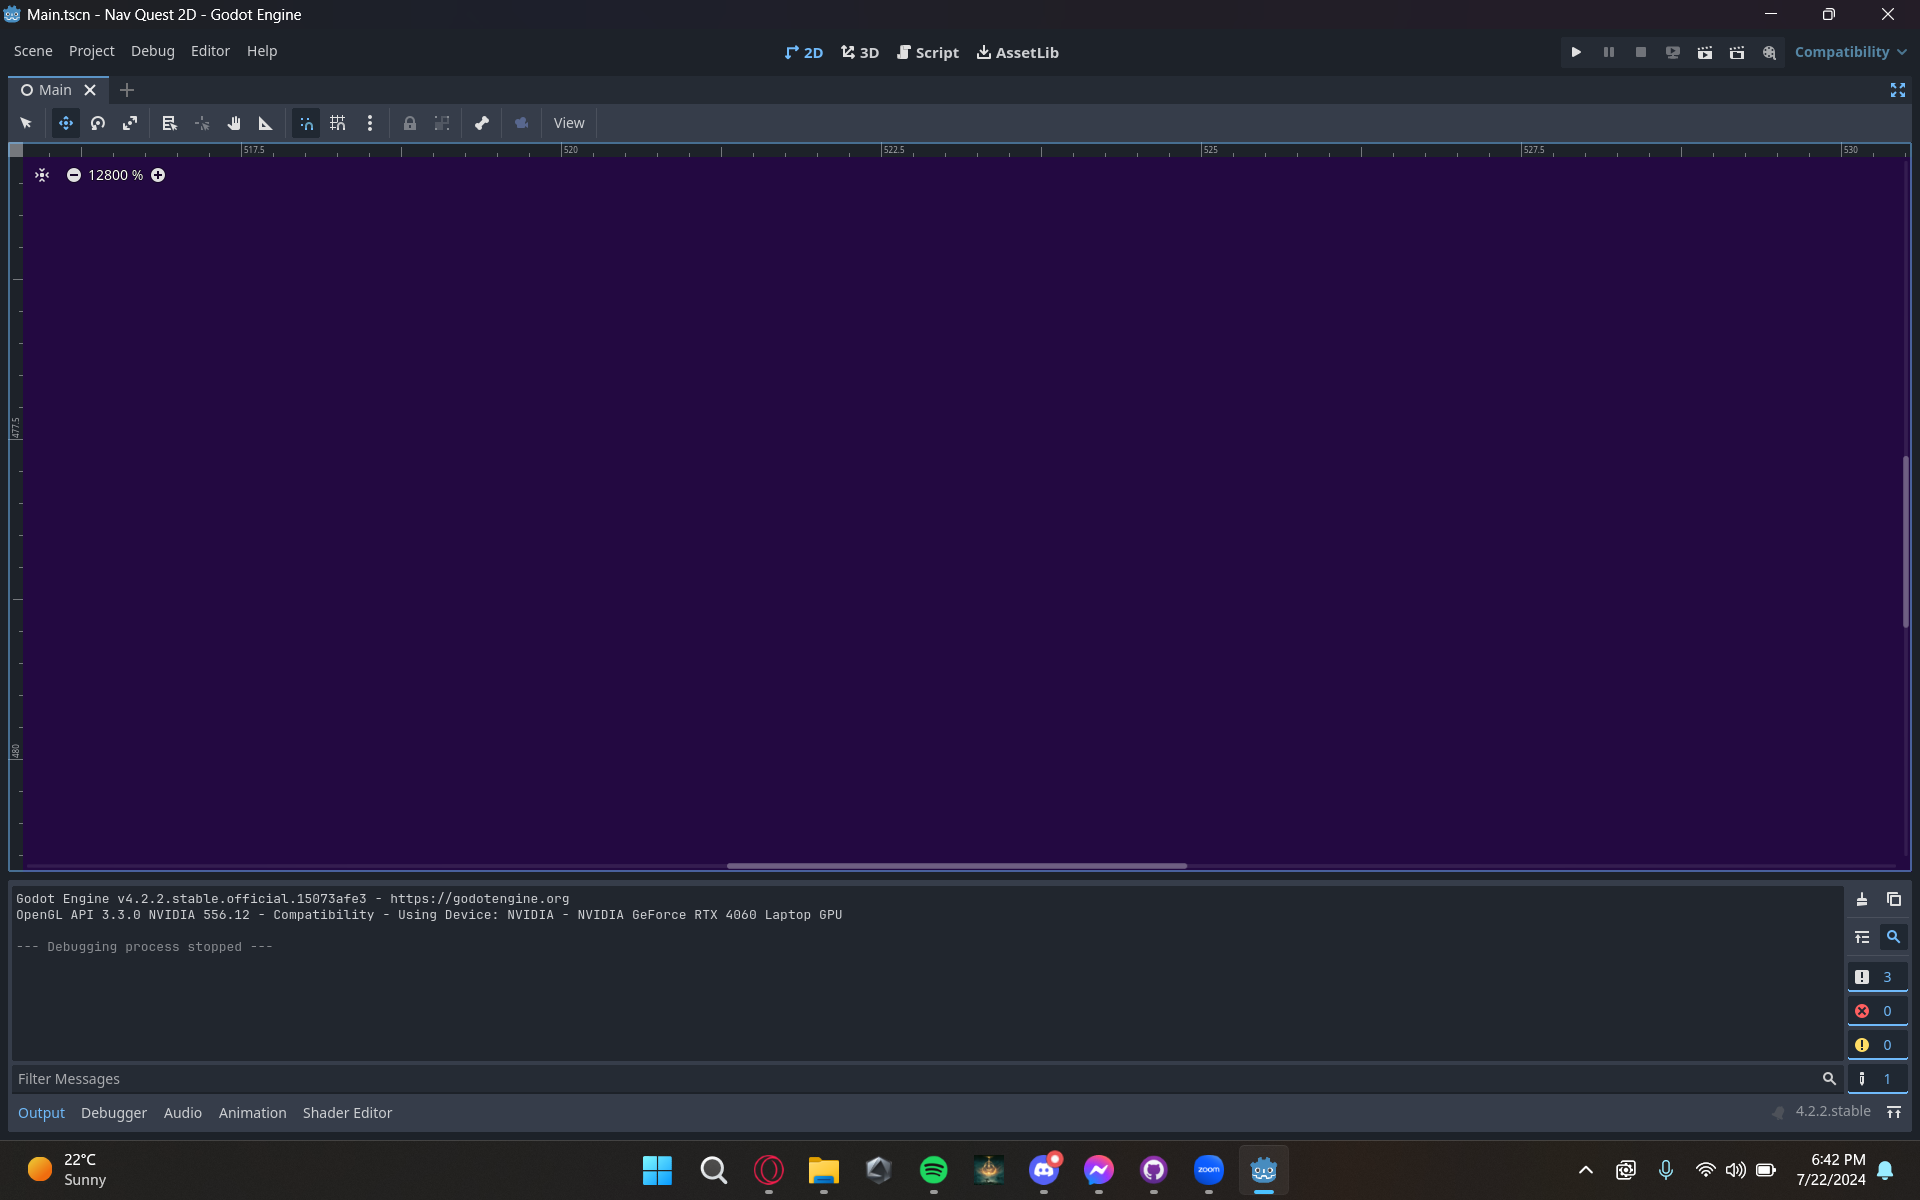 Main.tscn - Nav Quest 2D - Godot Engine
Scene Project Debug Editor Help
2D 3D Script AssetLib
Compatibility
Main
View
517.5 520 522.5 525 527.5 530
12800 %
477.5
480
Godot Engine v4.2.2.stable.official.15073afe3 - https://godotengine.org
OpenGL API 3.3.0 NVIDIA 556.12 - Compatibility - Using Device: NVIDIA - NVIDIA GeForce RTX 4060 Laptop GPU
--- Debugging process stopped ---
3
0
0
Filter Messages
1
Output Debugger Audio Animation Shader Editor
4.2.2.stable
22°C
Sunny
zoom
6:42 PM
7/22/2024